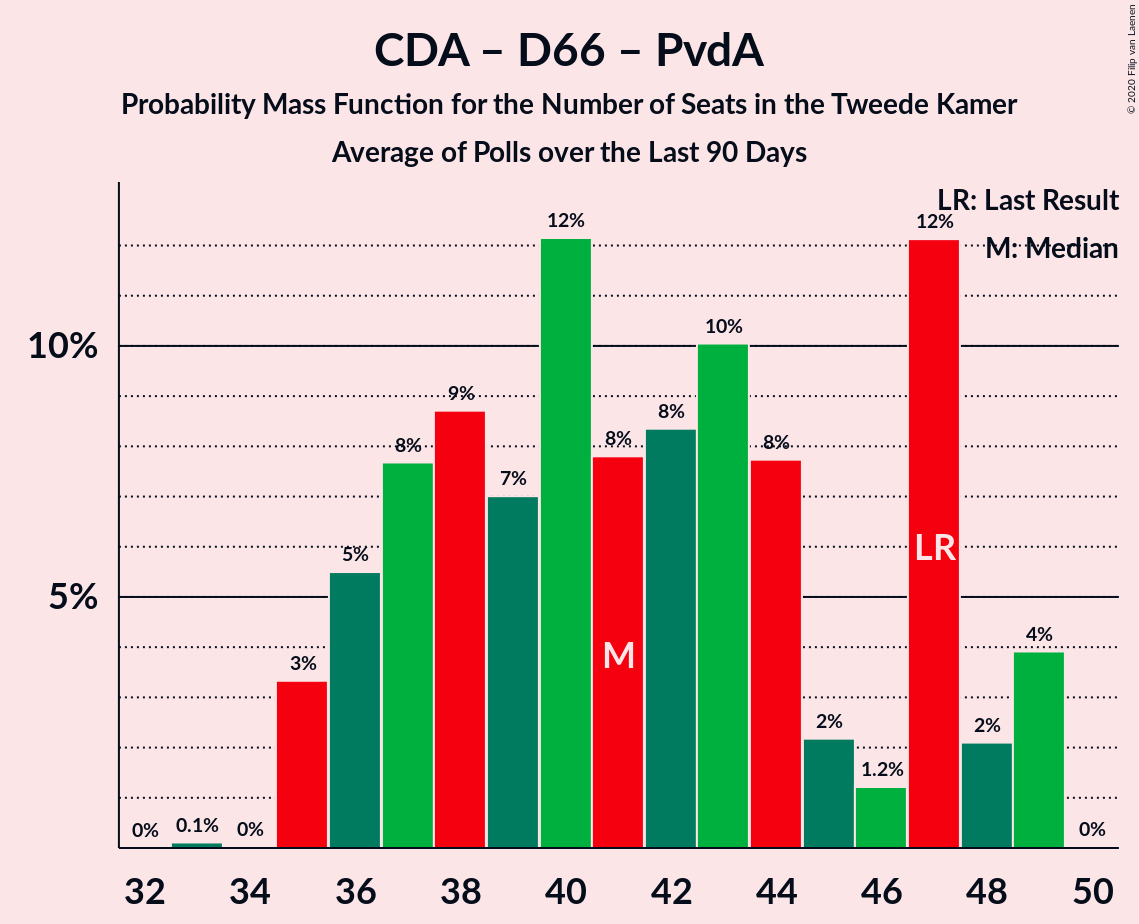 CDA – D66 – PvdA
Probability Mass Function for the Number of Seats in the Tweede Kamer
Average of Polls over the Last 90 Days
© 2020 Filip van Laenen
LR: Last Result
M: Median
10%
5%
0%
0.1%
0%
3%
5%
8%
9%
7%
12%
8%
8%
10%
8%
2%
1.2%
12%
2%
4%
0%
M
LR
32 34 36 38 40 42 44 46 48 50